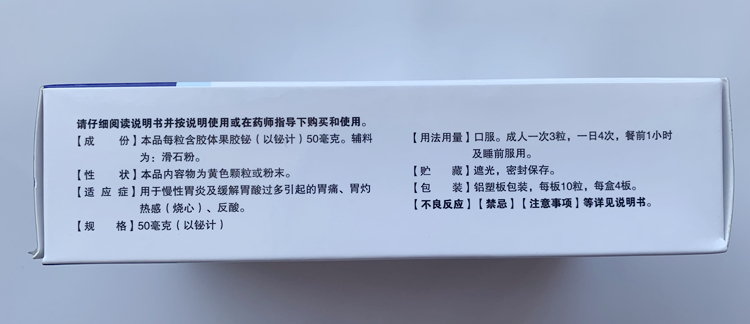 请仔细阅读说明书并按说明使用或在药师指导下购买和使用。
【成　　份】本品每粒含胶体果胶铋（以铋计）50毫克。辅料
为：滑石粉。
【性　　状】本品内容物为黄色颗粒或粉末。
【适 应 症】用于慢性胃炎及缓解胃酸过多引起的胃痛、胃灼
热感（烧心）、反酸。
【规　　格】50毫克（以铋计）
【用法用量】口服。成人一次3粒，一日4次，餐前1小时
及睡前服用。
【贮　　藏】遮光，密封保存。
【包　　装】铝塑板包装，每板10粒，每盒4板。
【不良反应】【禁忌】【注意事项】等详见说明书。